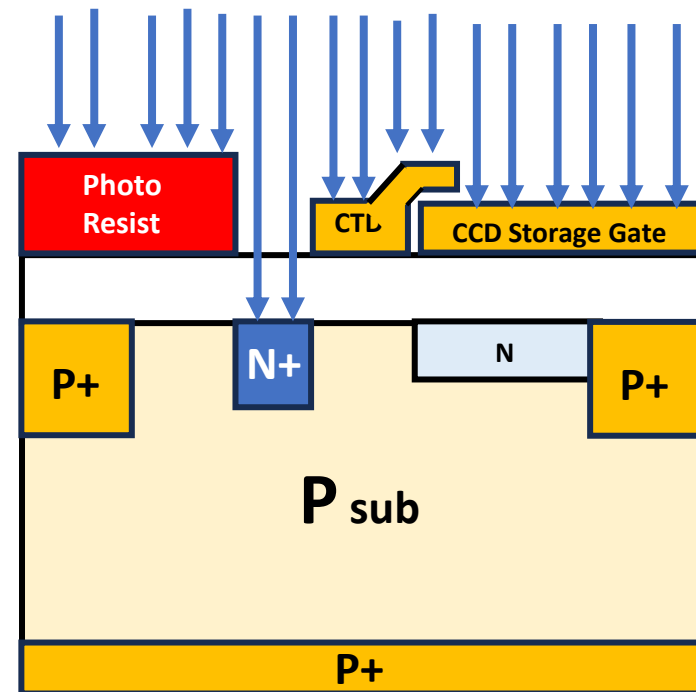 Photo
Resist
CTL
CCD Storage Gate
P+
N+
N
P+
P sub
P+